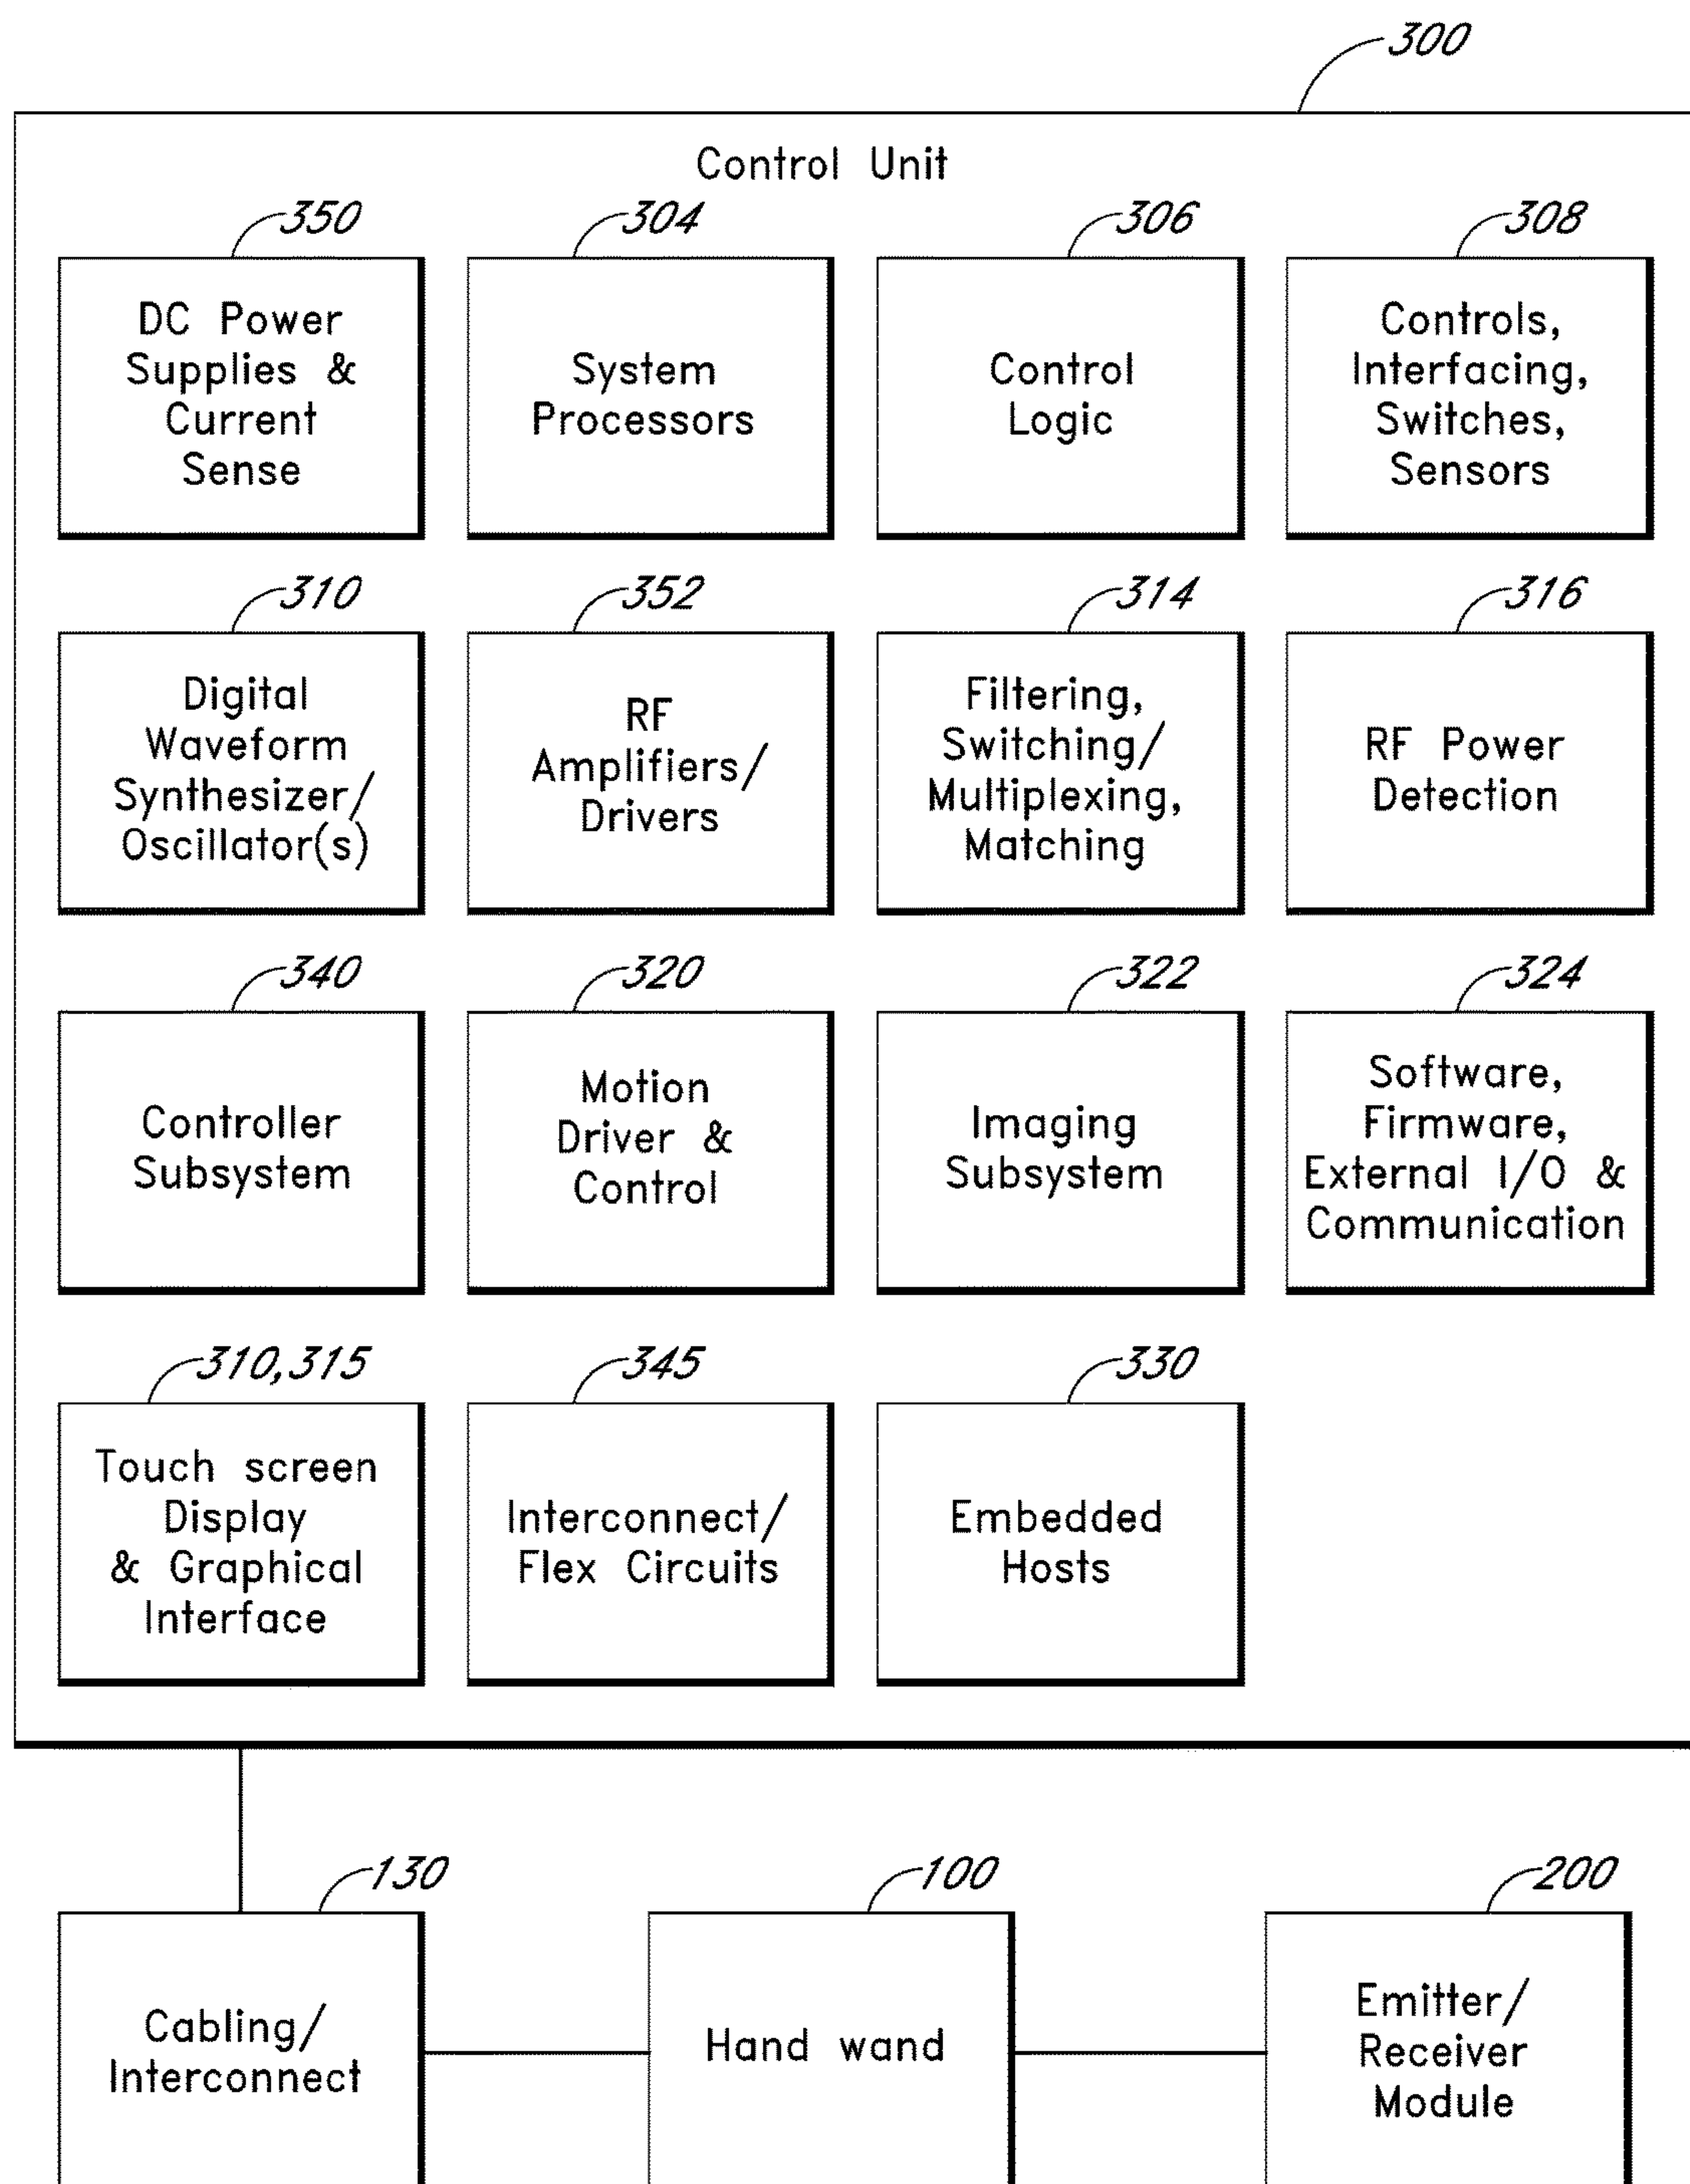 300
Control Unit
350
DC Power
Supplies &
Current
Sense
304
System
Processors
306
Control
Logic
308
Controls,
Interfacing,
Switches,
Sensors
310
Digital
Waveform
Synthesizer/
Oscillator(s)
352
RF
Amplifiers/
Drivers
314
Filtering,
Switching/
Multiplexing,
Matching
316
RF Power
Detection
340
Controller
Subsystem
320
Motion
Driver &
Control
322
Imaging
Subsystem
324
Software,
Firmware,
External I/O &
Communication
310,315
Touch screen
Display
& Graphical
Interface
345
Interconnect/
Flex Circuits
330
Embedded
Hosts
130
Cabling/
Interconnect
100
Hand wand
200
Emitter/
Receiver
Module